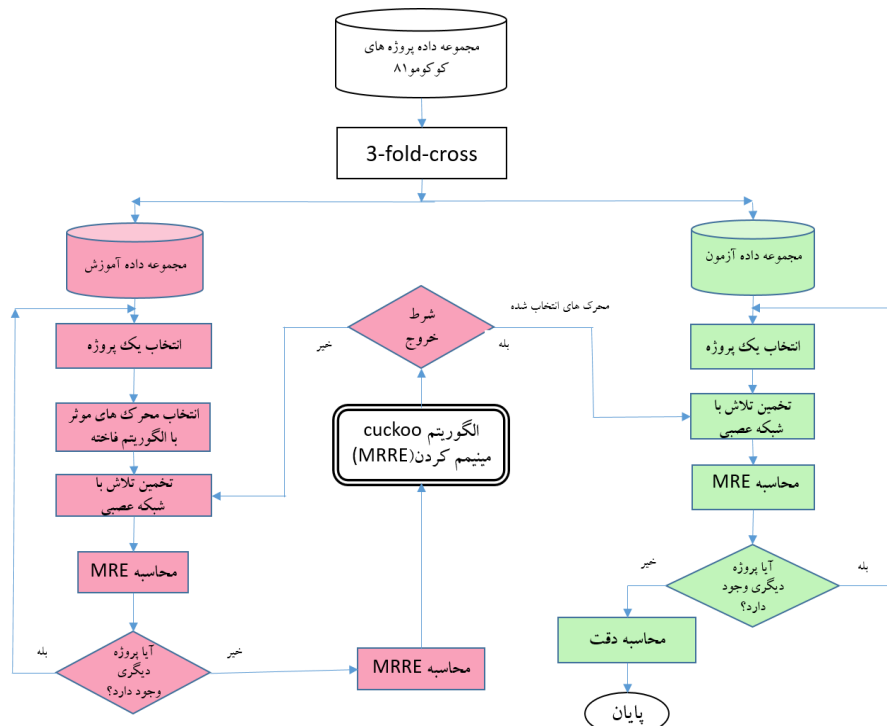 مجموعه داده پروژه های
کوکومو۸۱
3-fold-cross
مجموعه داده آموزش
انتخاب یک پروژه
انتخاب محرک های موثر
با الگوریتم فاخته
تخمین تلاش با
شبکه عصبی
محاسبه MRE
آیا پروژه
دیگری
وجود دارد؟
بله
خیر
محاسبه MRRE
الگوریتم cuckoo
مینیمم کردن(MRRE)
شرط
خروج
خیر
بله
محرک های انتخاب شده
مجموعه داده آزمون
انتخاب یک پروژه
تخمین تلاش با
شبکه عصبی
محاسبه MRE
آیا پروژه
دیگری وجود
دارد؟
بله
خیر
محاسبه دقت
پایان